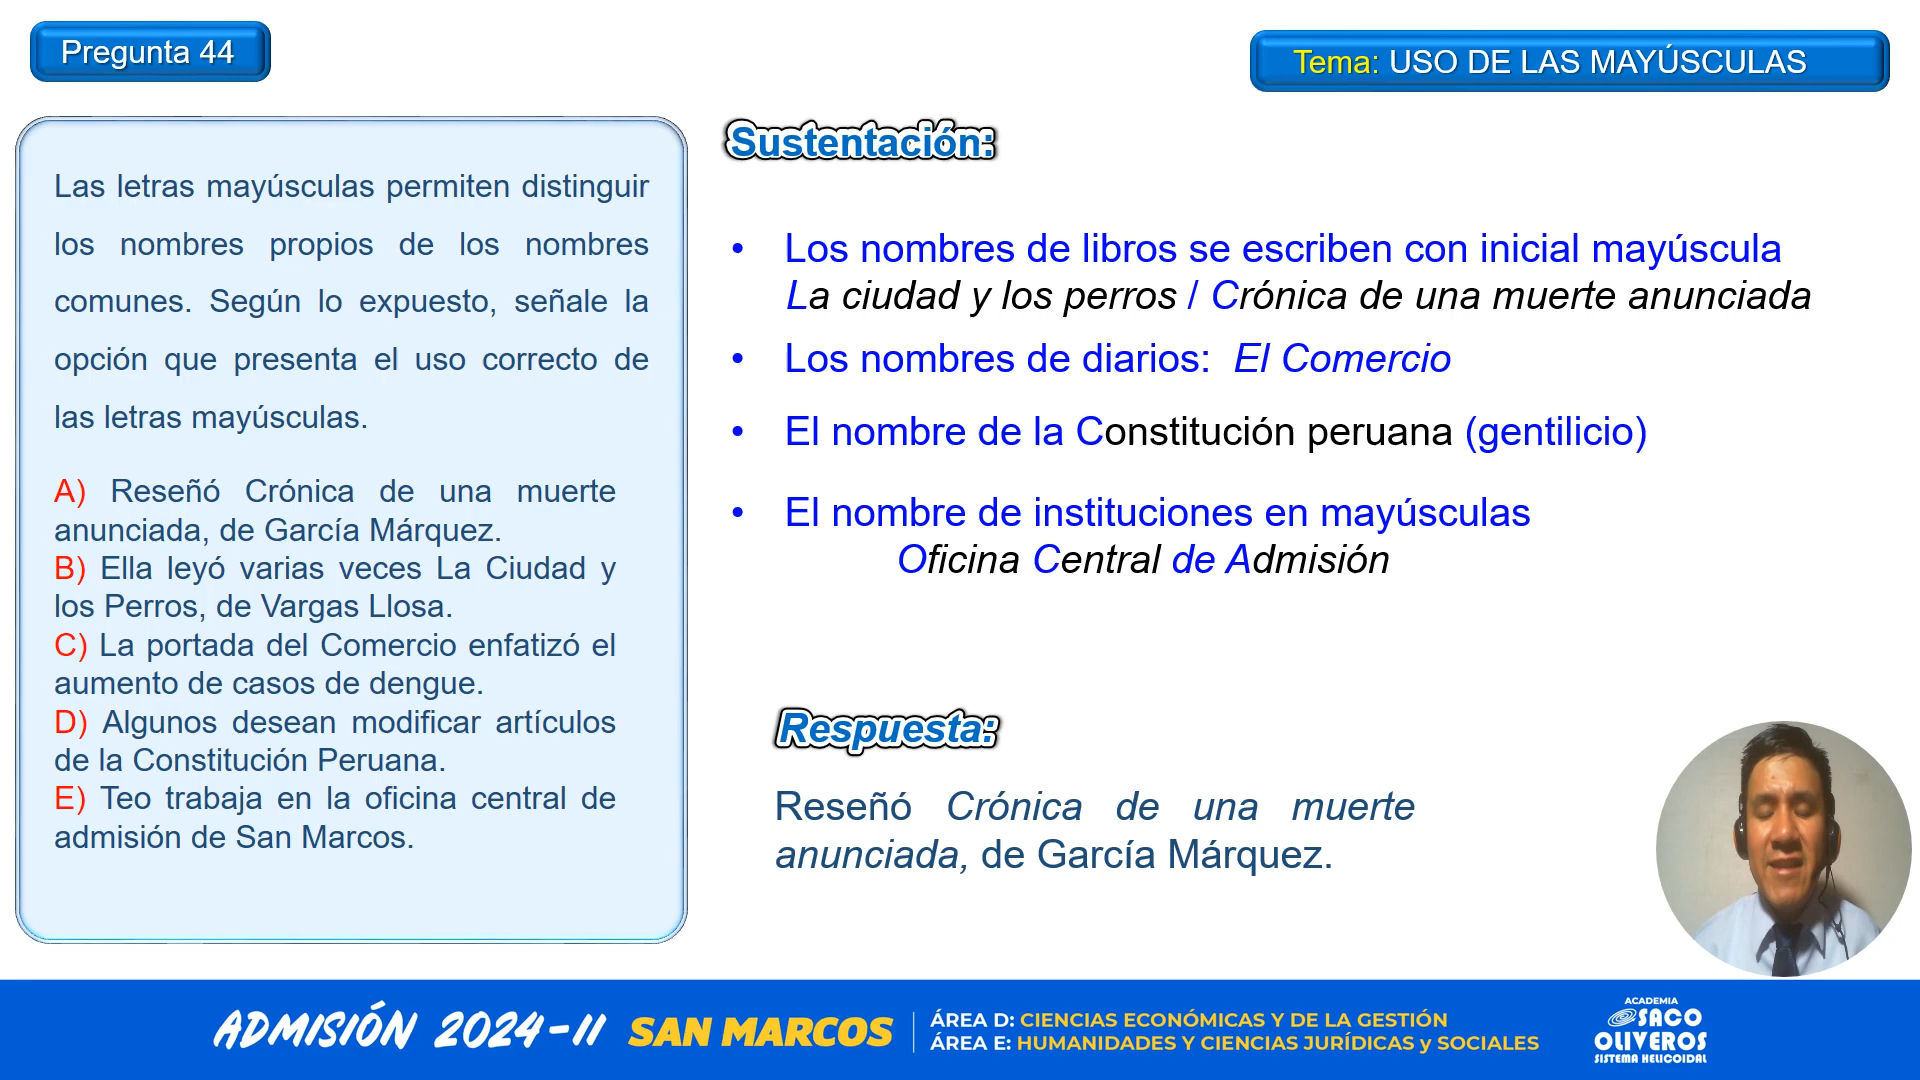 Pregunta 44
Tema: USO DE LAS MAYÚSCULAS
Las letras mayúsculas permiten distinguir
los nombres propios de los nombres
comunes. Según lo expuesto, señale la
opción que presenta el uso correcto de
las letras mayúsculas.
A) Reseñó Crónica de una muerte
anunciada, de García Márquez.
B) Ella leyó varias veces La Ciudad y
los Perros, de Vargas Llosa.
C) La portada del Comercio enfatizó el
aumento de casos de dengue.
D) Algunos desean modificar artículos
de la Constitución Peruana.
E) Teo trabaja en la oficina central de
admisión de San Marcos.
Sustentación:
• Los nombres de libros se escriben con inicial mayúscula
La ciudad y los perros / Crónica de una muerte anunciada
• Los nombres de diarios: El Comercio
• El nombre de la Constitución peruana (gentilicio)
• El nombre de instituciones en mayúsculas
Oficina Central de Admisión
Respuesta:
Reseñó Crónica de una muerte
anunciada, de García Márquez.
ADMISIÓN 2024-II SAN MARCOS
ÁREA D: CIENCIAS ECONÓMICAS Y DE LA GESTIÓN
ÁREA E: HUMANIDADES Y CIENCIAS JURÍDICAS y SOCIALES
ACADEMIA
SACO
OLIVEROS
SISTEMA HELICOIDAL